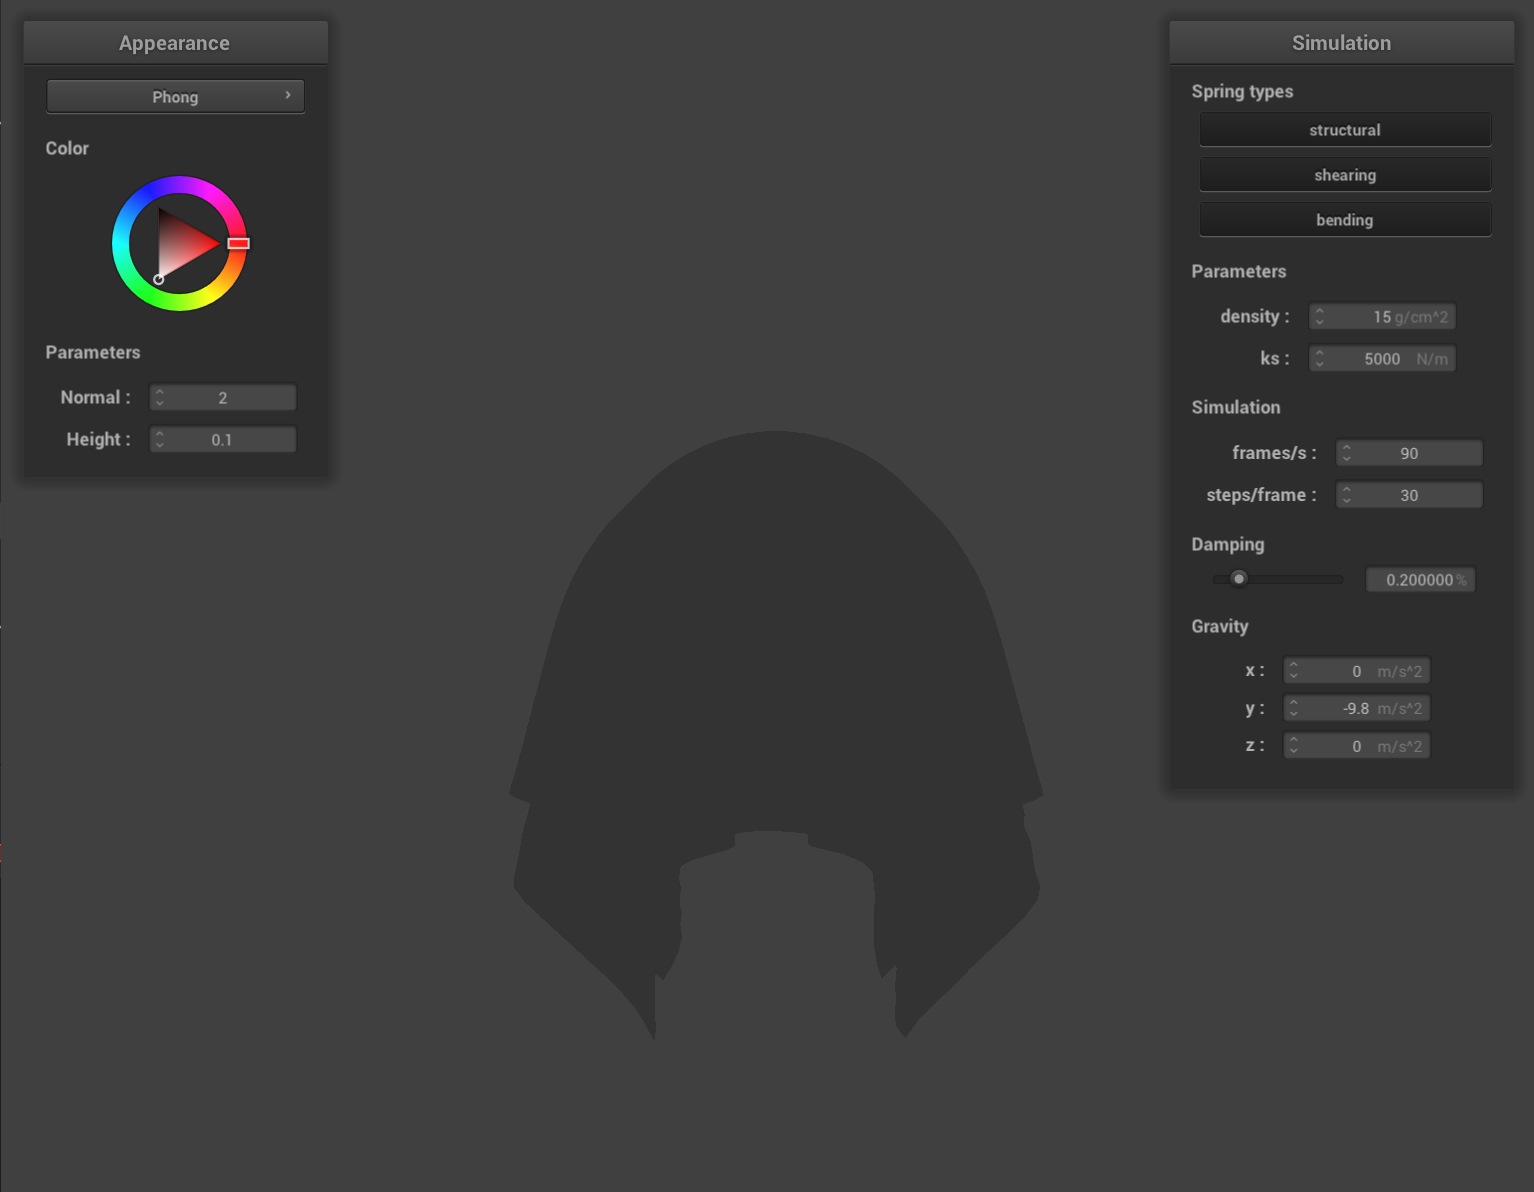 Appearance
Phong
Color
Parameters
Normal : 2
Height : 0.1
Simulation
Spring types
structural
shearing
bending
Parameters
density : 15 g/cm^2
ks : 5000 N/m
Simulation
frames/s : 90
steps/frame : 30
Damping
0.200000 %
Gravity
x : 0 m/s^2
y : -9.8 m/s^2
z : 0 m/s^2